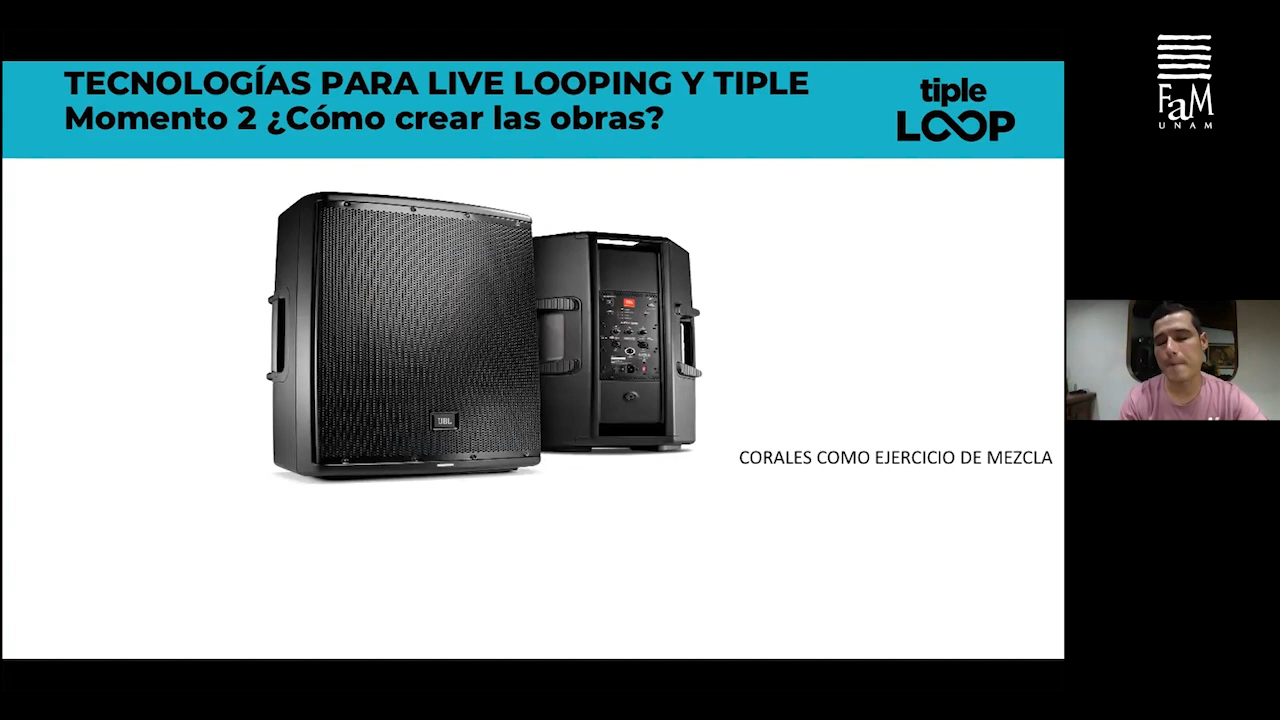 TECNOLOGÍAS PARA LIVE LOOPING Y TIPLE
Momento 2 ¿Cómo crear las obras?
tiple
LOOP
FaM
UNAM
JBL
CORALES COMO EJERCICIO DE MEZCLA